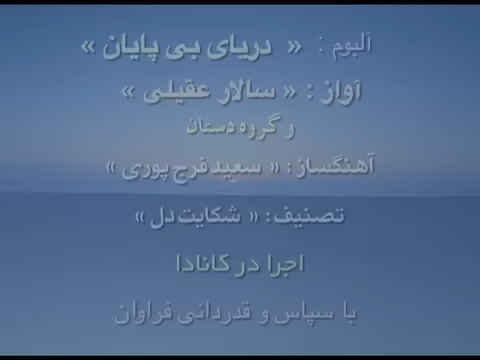 آلبوم : « دریای بی پایان »
آواز : « سالار عقیلی »
و گروه دستان
آهنگساز: « سعید فرج پوری »
تصنیف: « شکایت دل »
اجرا در کانادا
با سپاس و قدردانی فراوان